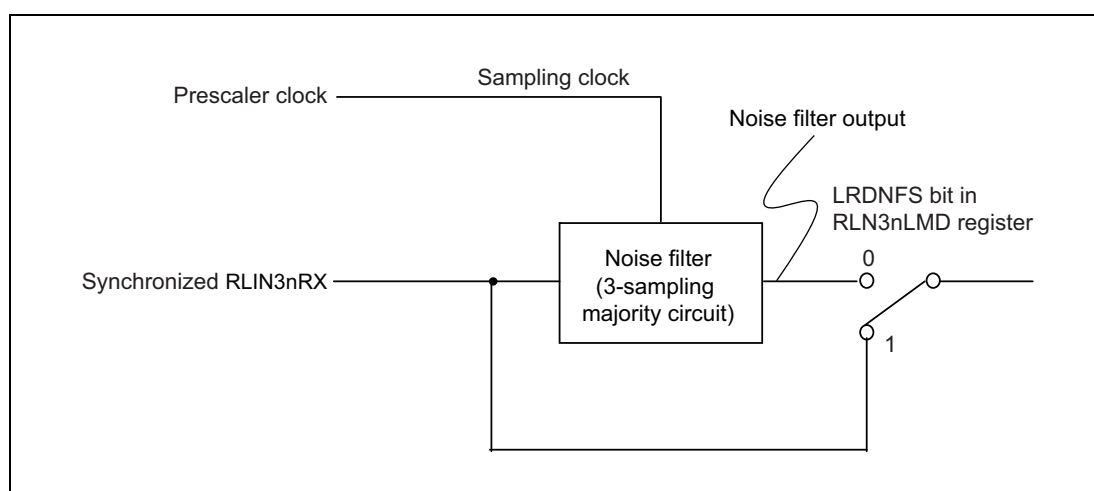 Sampling clock
Prescaler clock
Noise filter output
LRDNFS bit in
RLN3nLMD register
0
Synchronized RLIN3nRX
Noise filter
(3-sampling
majority circuit)
1